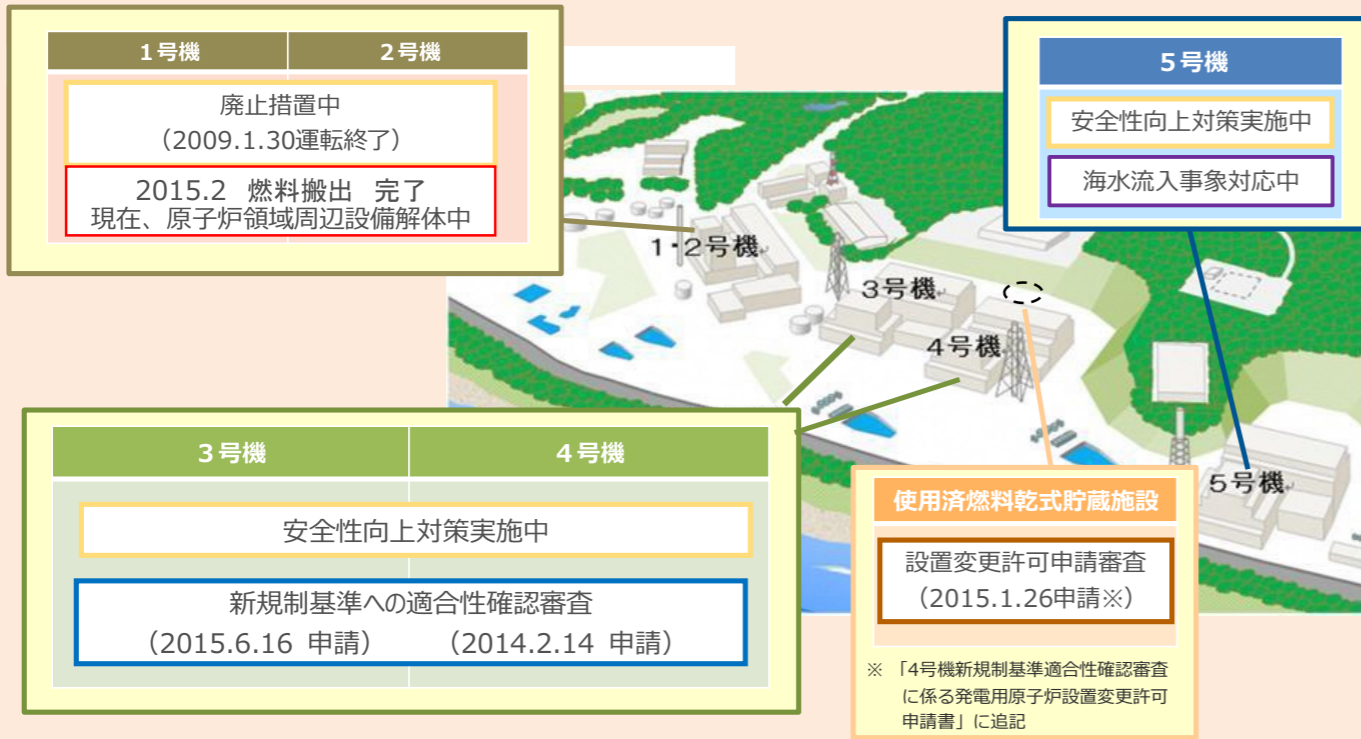 1号機 2号機
廃止措置中
（2009.1.30運転終了）
2015.2 燃料搬出 完了
現在、原子炉領域周辺設備解体中
5号機
安全性向上対策実施中
海水流入事象対応中
1・2号機
3号機
4号機
5号機
3号機 4号機
安全性向上対策実施中
新規制基準への適合性確認審査
（2015.6.16 申請） （2014.2.14 申請）
使用済燃料乾式貯蔵施設
設置変更許可申請審査
（2015.1.26申請※）
※ 「4号機新規制基準適合性確認審査
に係る発電用原子炉設置変更許可
申請書」に追記